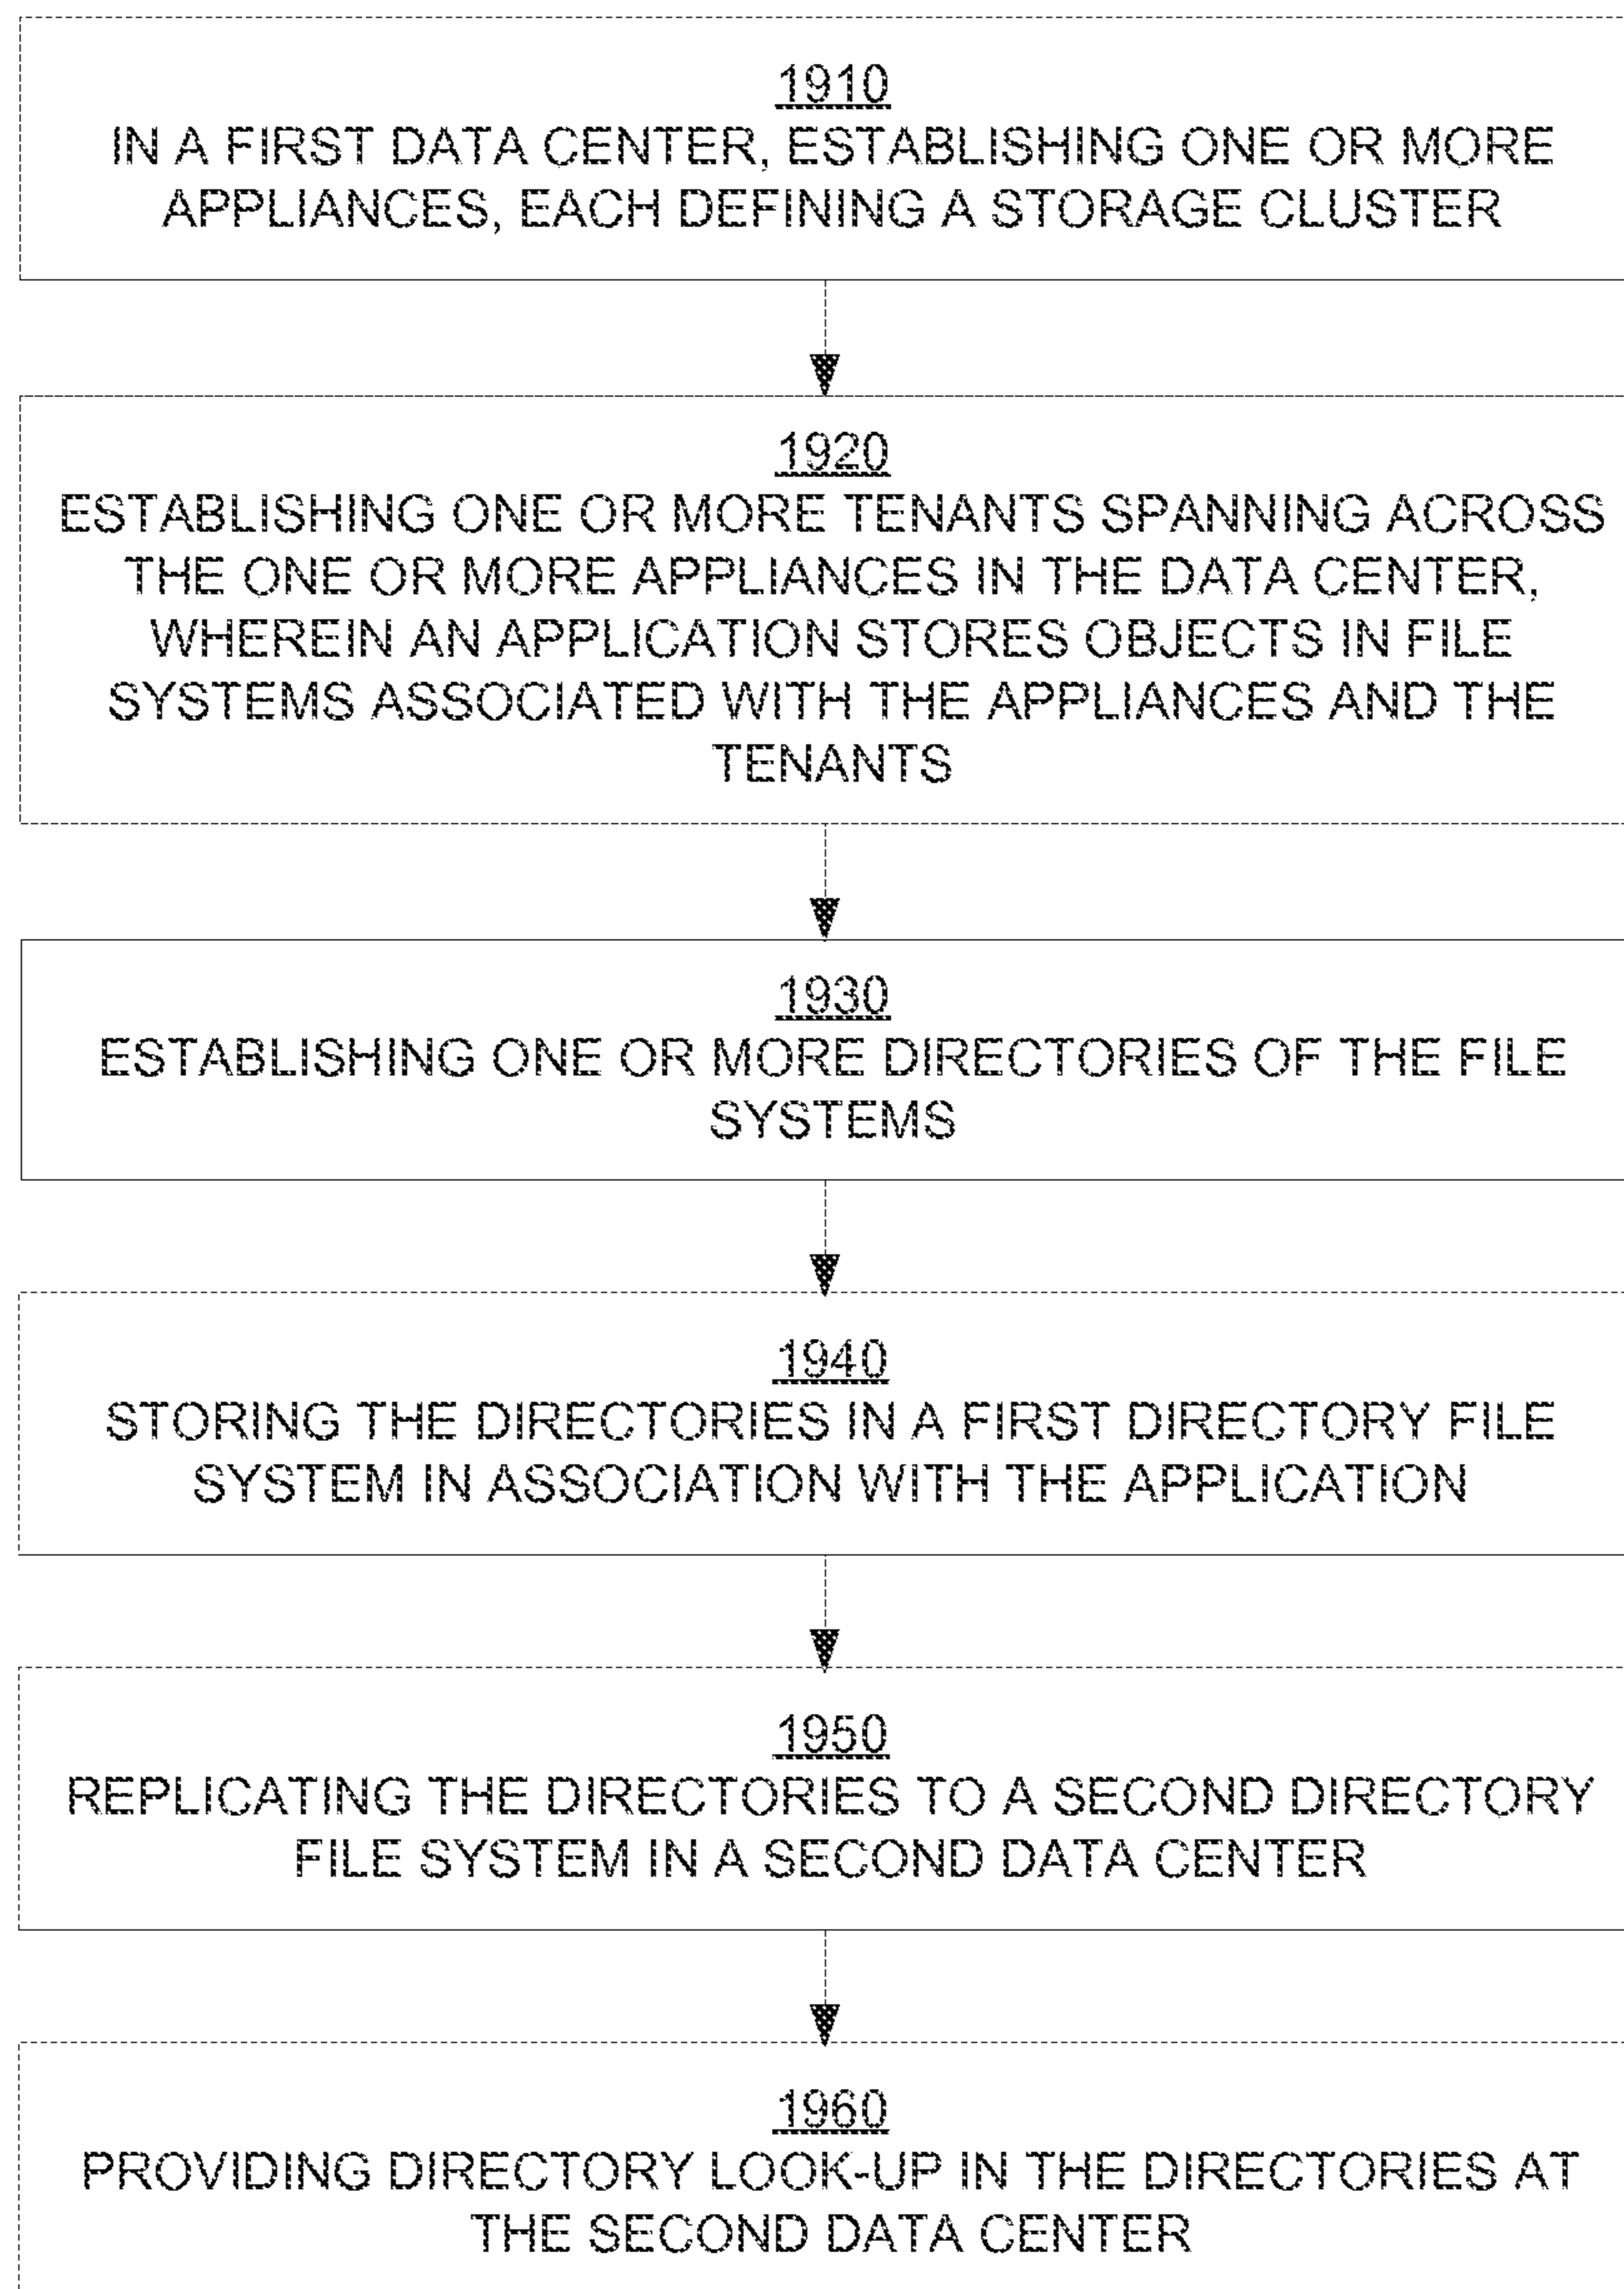 1910
IN A FIRST DATA CENTER, ESTABLISHING ONE OR MORE
APPLIANCES, EACH DEFINING A STORAGE CLUSTER
1920
ESTABLISHING ONE OR MORE TENANTS SPANNING ACROSS
THE ONE OR MORE APPLIANCES IN THE DATA CENTER,
WHEREIN AN APPLICATION STORES OBJECTS IN FILE
SYSTEMS ASSOCIATED WITH THE APPLIANCES AND THE
TENANTS
1930
ESTABLISHING ONE OR MORE DIRECTORIES OF THE FILE
SYSTEMS
1940
STORING THE DIRECTORIES IN A FIRST DIRECTORY FILE
SYSTEM IN ASSOCIATION WITH THE APPLICATION
1950
REPLICATING THE DIRECTORIES TO A SECOND DIRECTORY
FILE SYSTEM IN A SECOND DATA CENTER
1960
PROVIDING DIRECTORY LOOK-UP IN THE DIRECTORIES AT
THE SECOND DATA CENTER